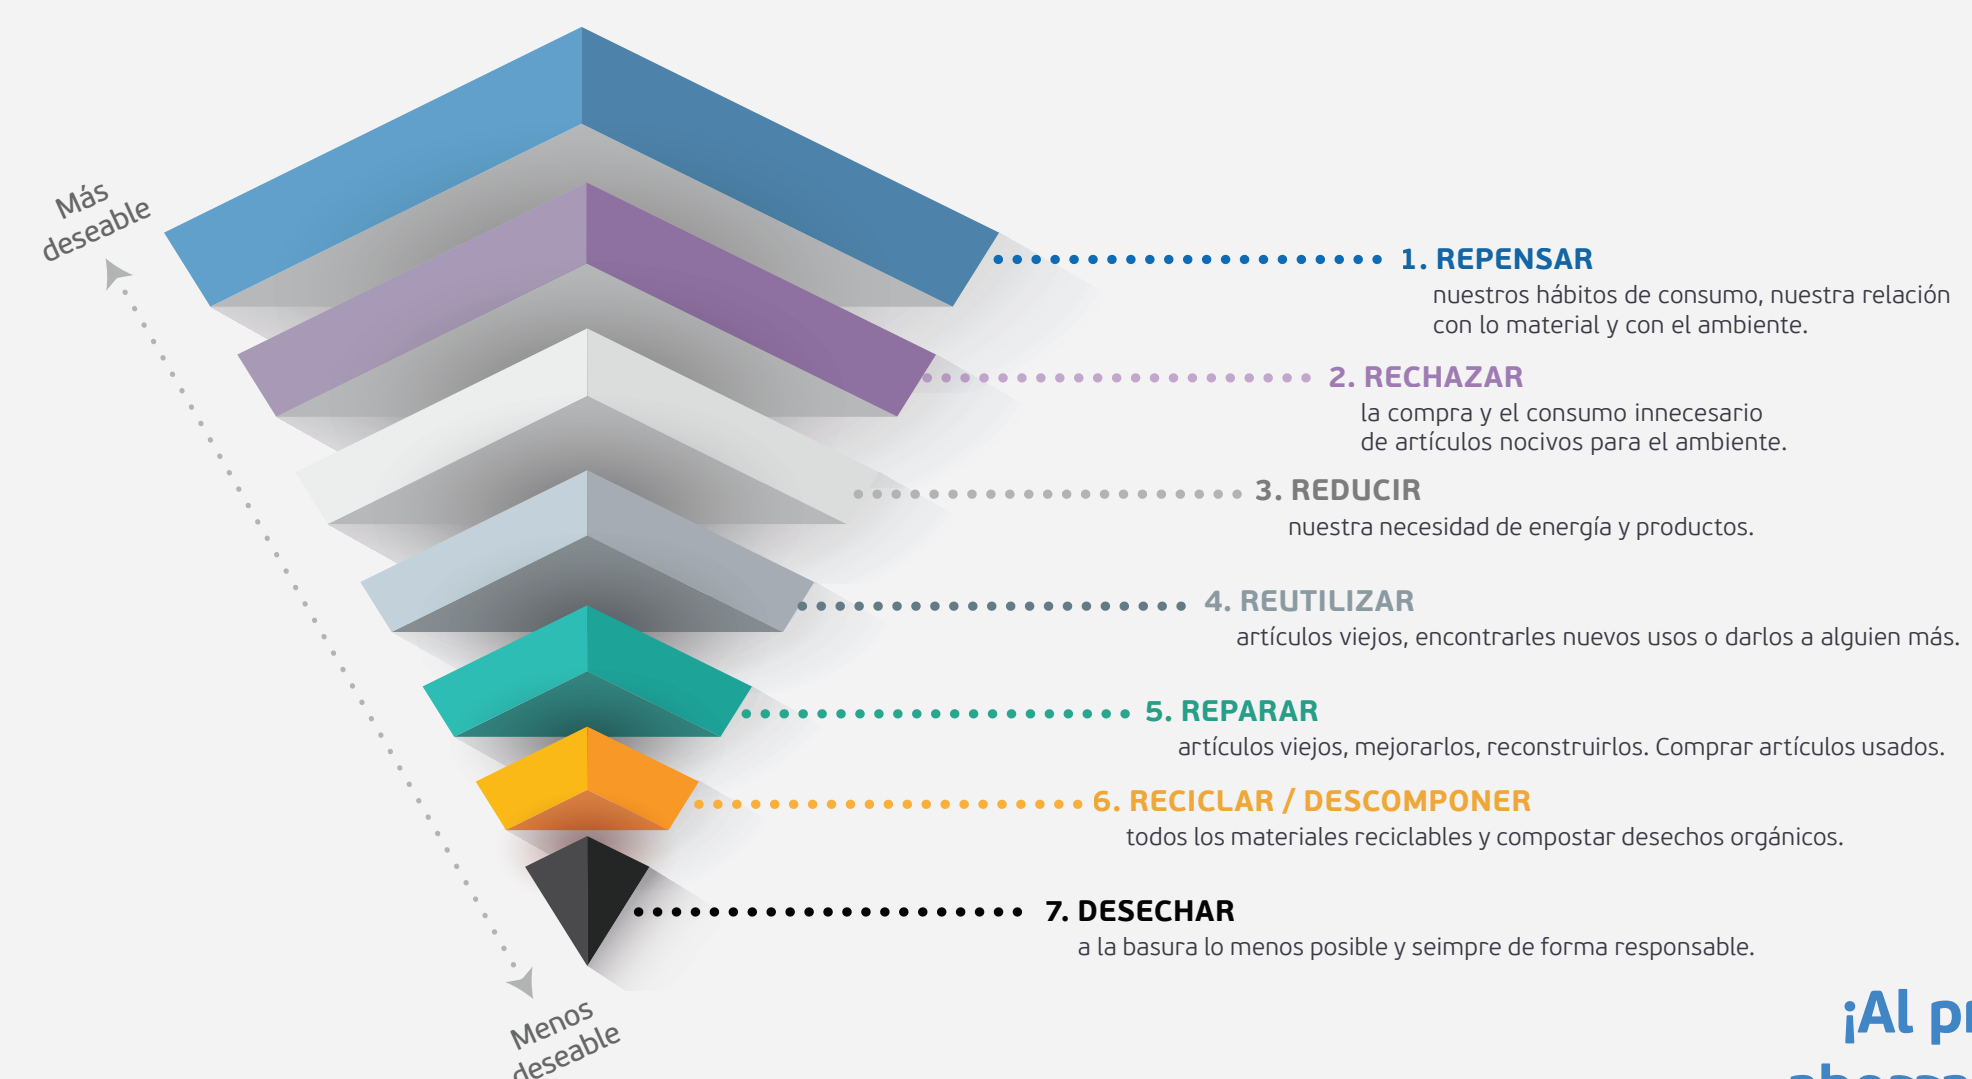 Más
deseable
1. REPENSAR
nuestros hábitos de consumo, nuestra relación
con lo material y con el ambiente.
2. RECHAZAR
la compra y el consumo innecesario
de artículos nocivos para el ambiente.
3. REDUCIR
nuestra necesidad de energía y productos.
4. REUTILIZAR
artículos viejos, encontrarles nuevos usos o darlos a alguien más.
5. REPARAR
artículos viejos, mejorarlos, reconstruirlos. Comprar artículos usados.
6. RECICLAR / DESCOMPONER
todos los materiales reciclables y compostar desechos orgánicos.
7. DESECHAR
a la basura lo menos posible y seimpre de forma responsable.
Menos
deseable
¡Al